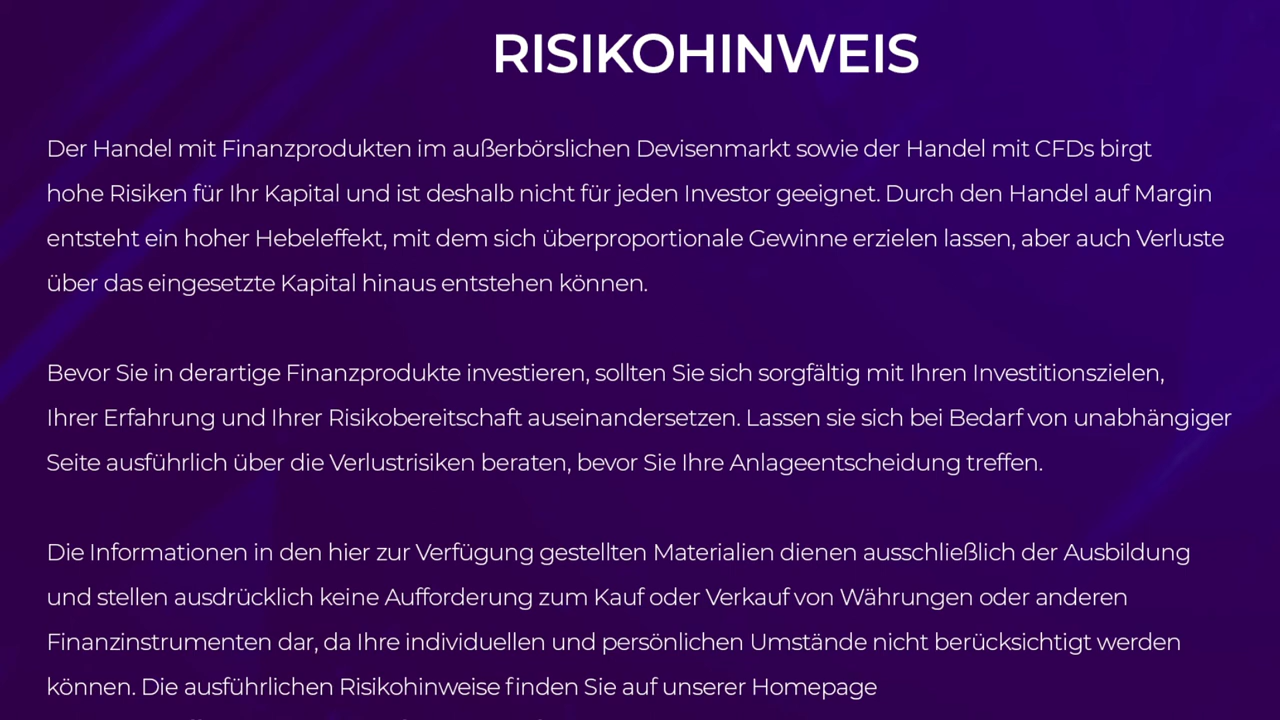 RISIKOHINWEIS
Der Handel mit Finanzprodukten im außerbörslichen Devisenmarkt sowie der Handel mit CFDs birgt
hohe Risiken für Ihr Kapital und ist deshalb nicht für jeden Investor geeignet. Durch den Handel auf Margin
entsteht ein hoher Hebeleffekt, mit dem sich überproportionale Gewinne erzielen lassen, aber auch Verluste
über das eingesetzte Kapital hinaus entstehen können.
Bevor Sie in derartige Finanzprodukte investieren, sollten Sie sich sorgfältig mit Ihren Investitionszielen,
Ihrer Erfahrung und Ihrer Risikobereitschaft auseinandersetzen. Lassen sie sich bei Bedarf von unabhängiger
Seite ausführlich über die Verlustrisiken beraten, bevor Sie Ihre Anlageentscheidung treffen.
Die Informationen in den hier zur Verfügung gestellten Materialien dienen ausschließlich der Ausbildung
und stellen ausdrücklich keine Aufforderung zum Kauf oder Verkauf von Währungen oder anderen
Finanzinstrumenten dar, da Ihre individuellen und persönlichen Umstände nicht berücksichtigt werden
können. Die ausführlichen Risikohinweise finden Sie auf unserer Homepage